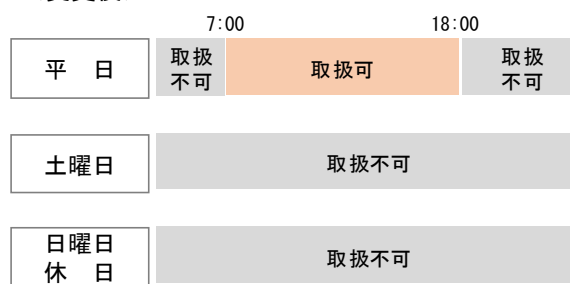 7:00 18:00
平　日
取扱
不可
取扱可
取扱
不可
土曜日
取扱不可
日曜日
休　日
取扱不可